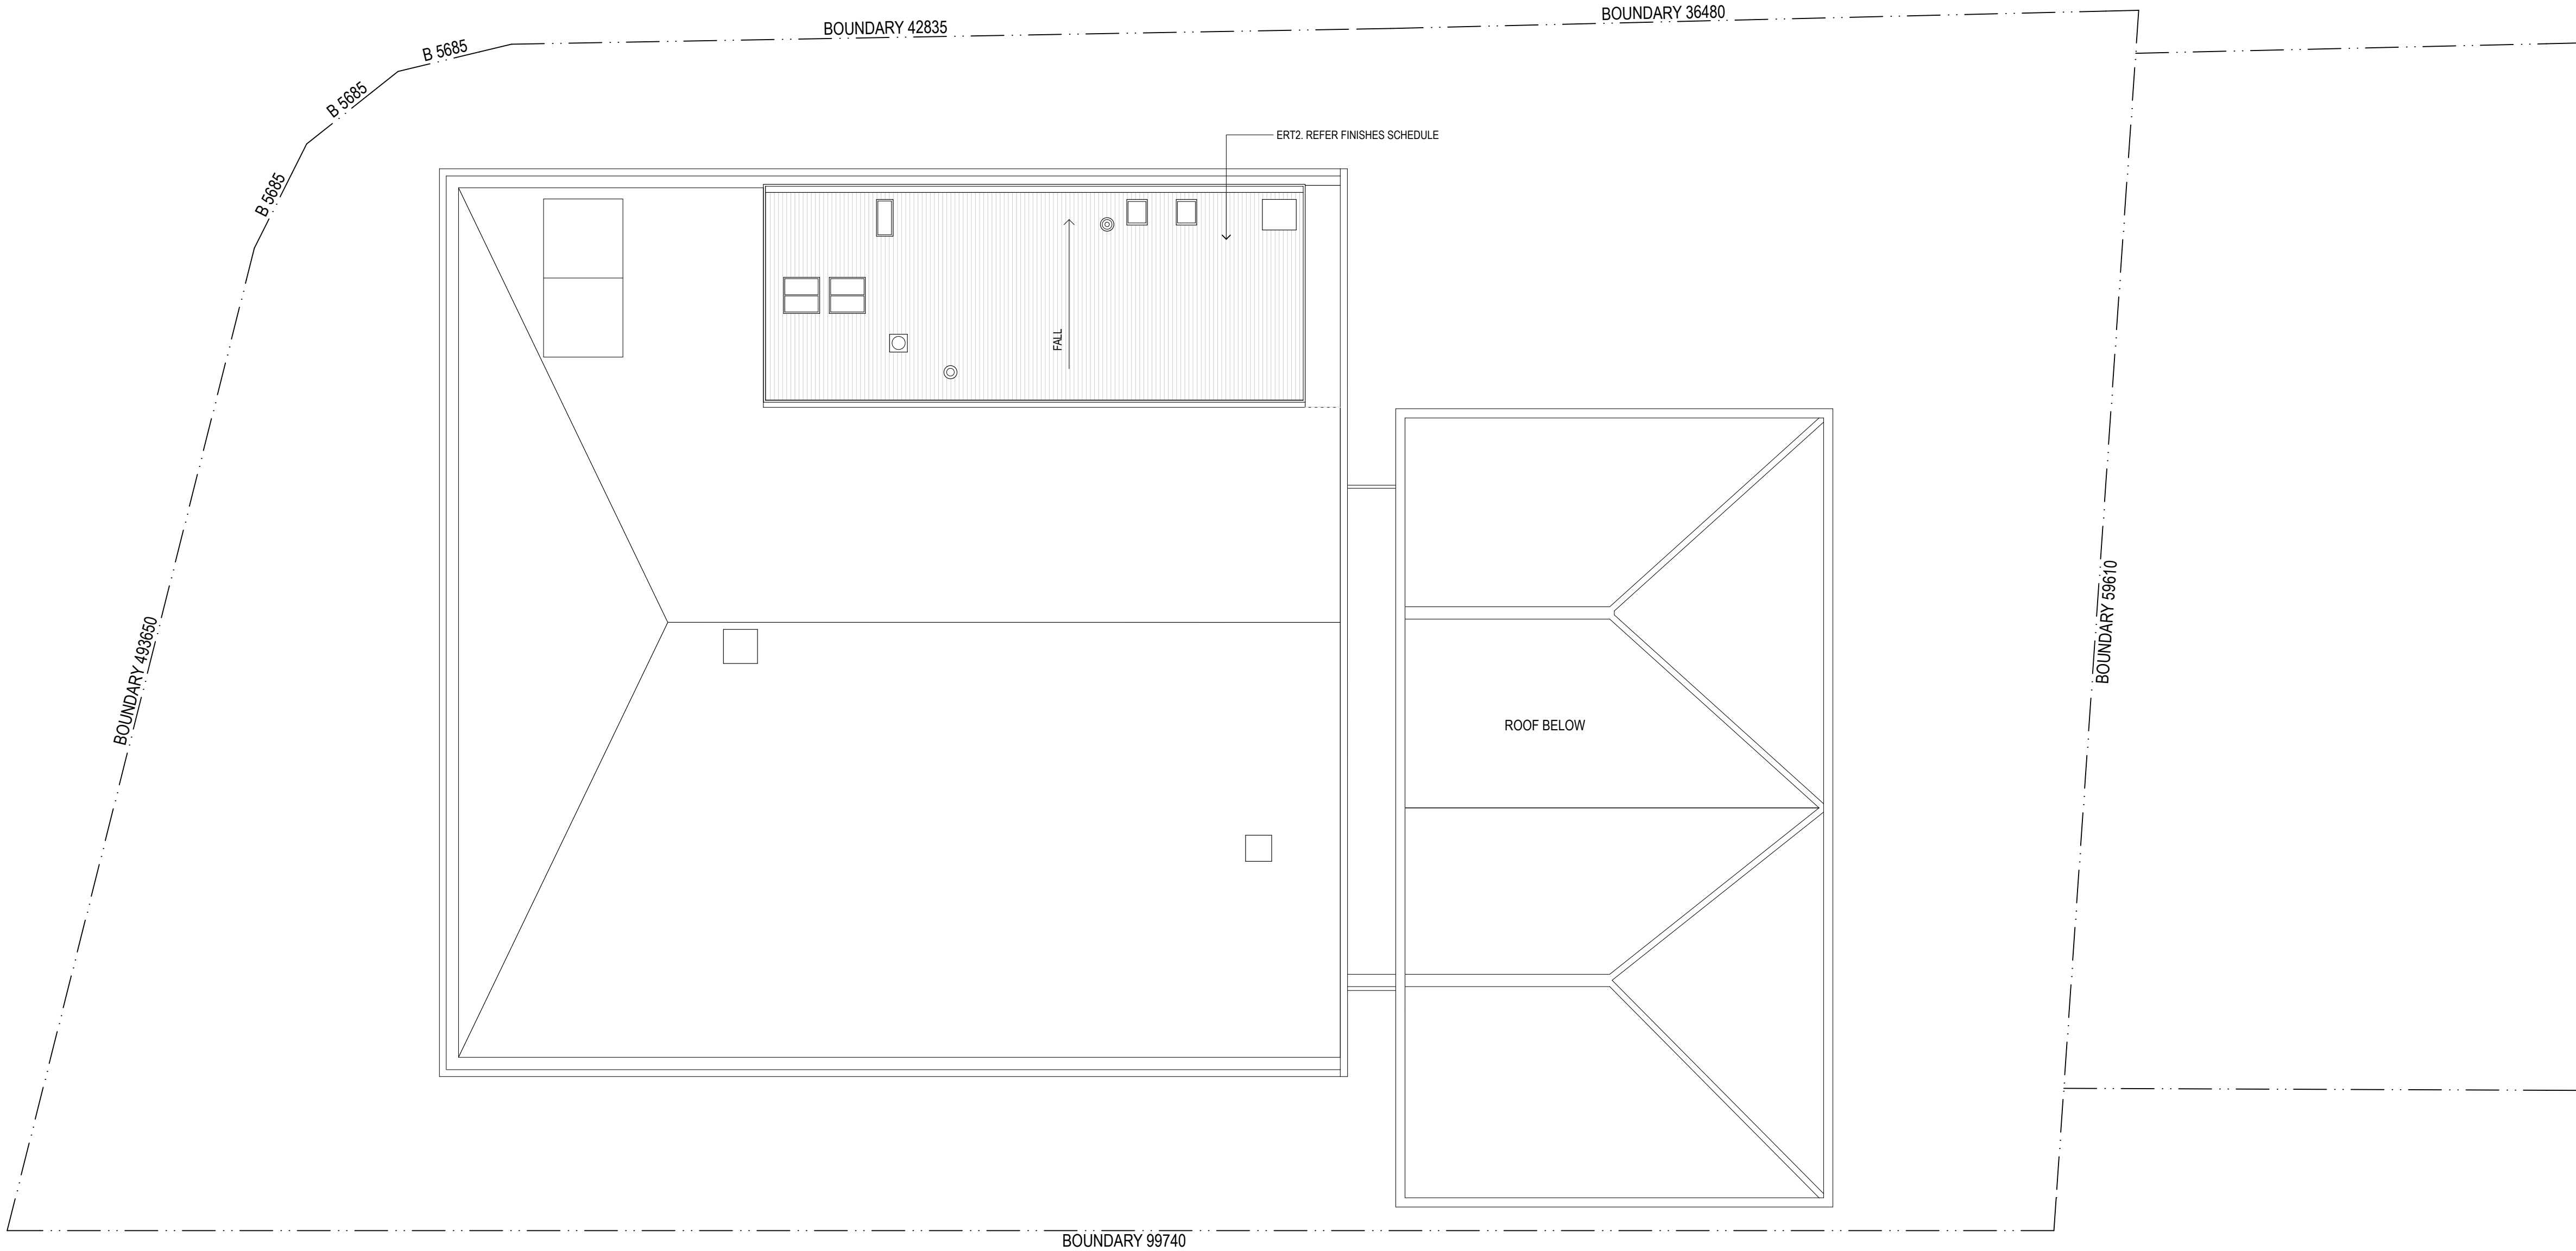 BOUNDARY 36480
BOUNDARY 42835
B 5685
B 5685
B 5685
ERT2. REFER FINISHES SCHEDULE
FALL
BOUNDARY 59610
BOUNDARY 493650
ROOF BELOW
BOUNDARY 99740